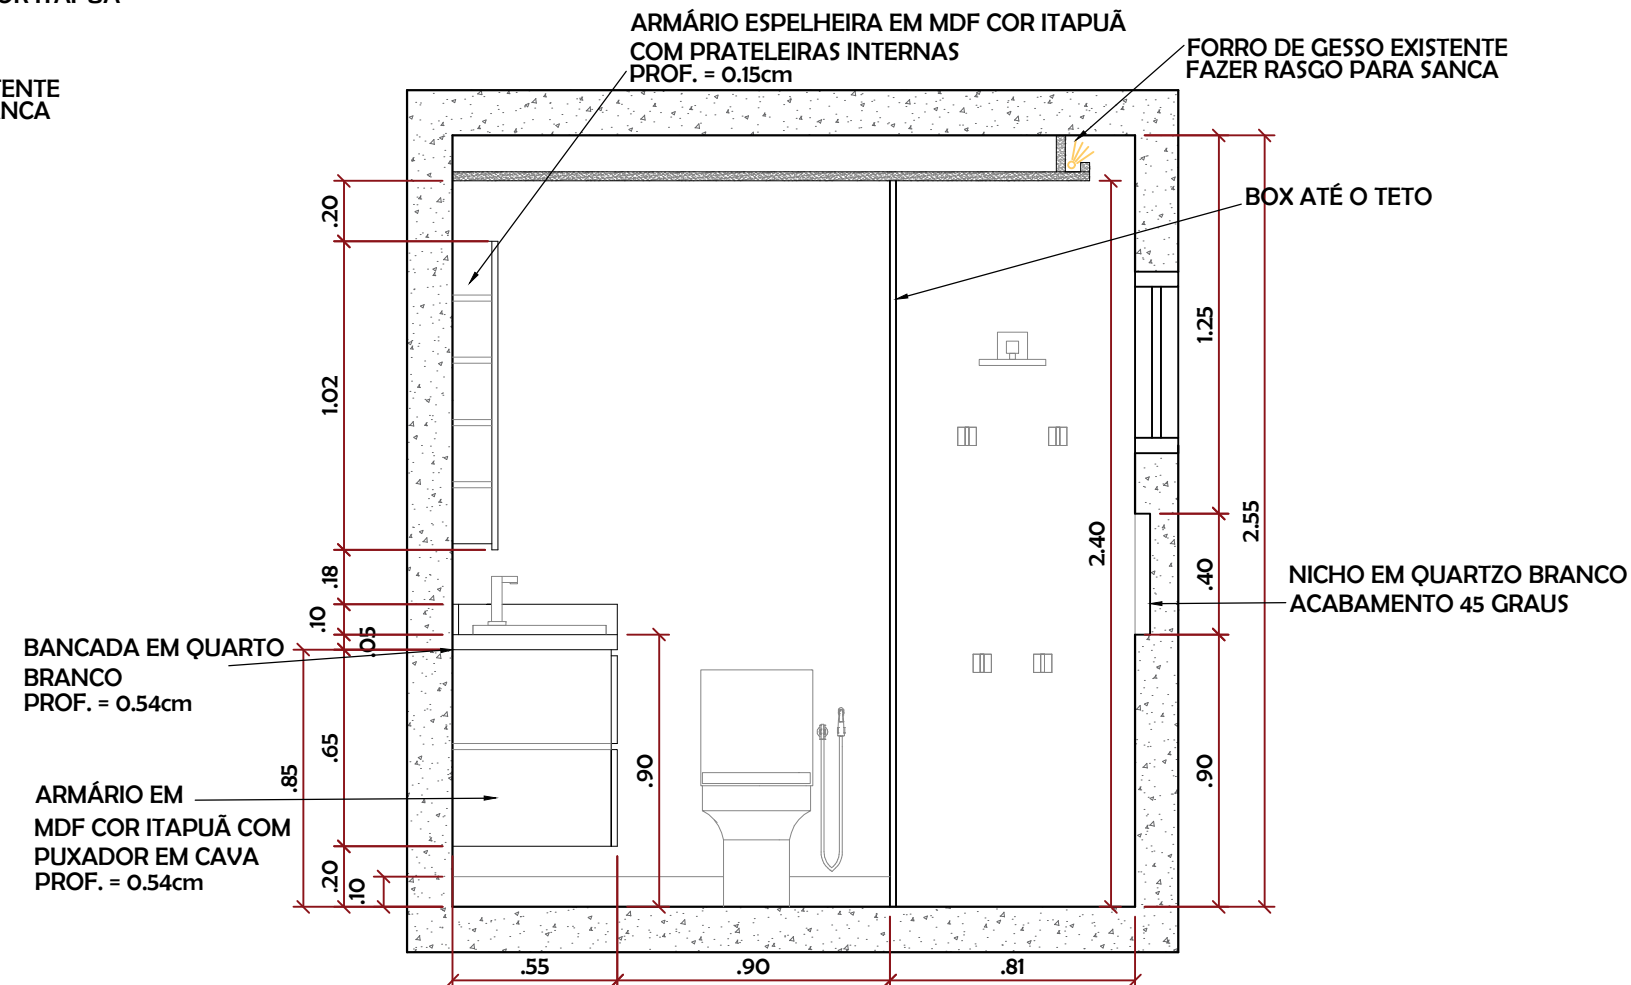 ARMÁRIO ESPELHEIRA EM MDF COR ITAPUÃ
COM PRATELEIRAS INTERNAS
PROF. = 0.15cm
FORRO DE GESSO EXISTENTE
FAZER RASGO PARA SANCA
TENTE
NCA
BOX ATÉ O TETO
.20
1.02
.18
.10
.05
.65
.85
.20
.10
.90
1.25
2.55
2.40
.40
.90
NICHO EM QUARTZO BRANCO
ACABAMENTO 45 GRAUS
BANCADA EM QUARTO
BRANCO
PROF. = 0.54cm
ARMÁRIO EM
MDF COR ITAPUÃ COM
PUXADOR EM CAVA
PROF. = 0.54cm
.55
.90
.81